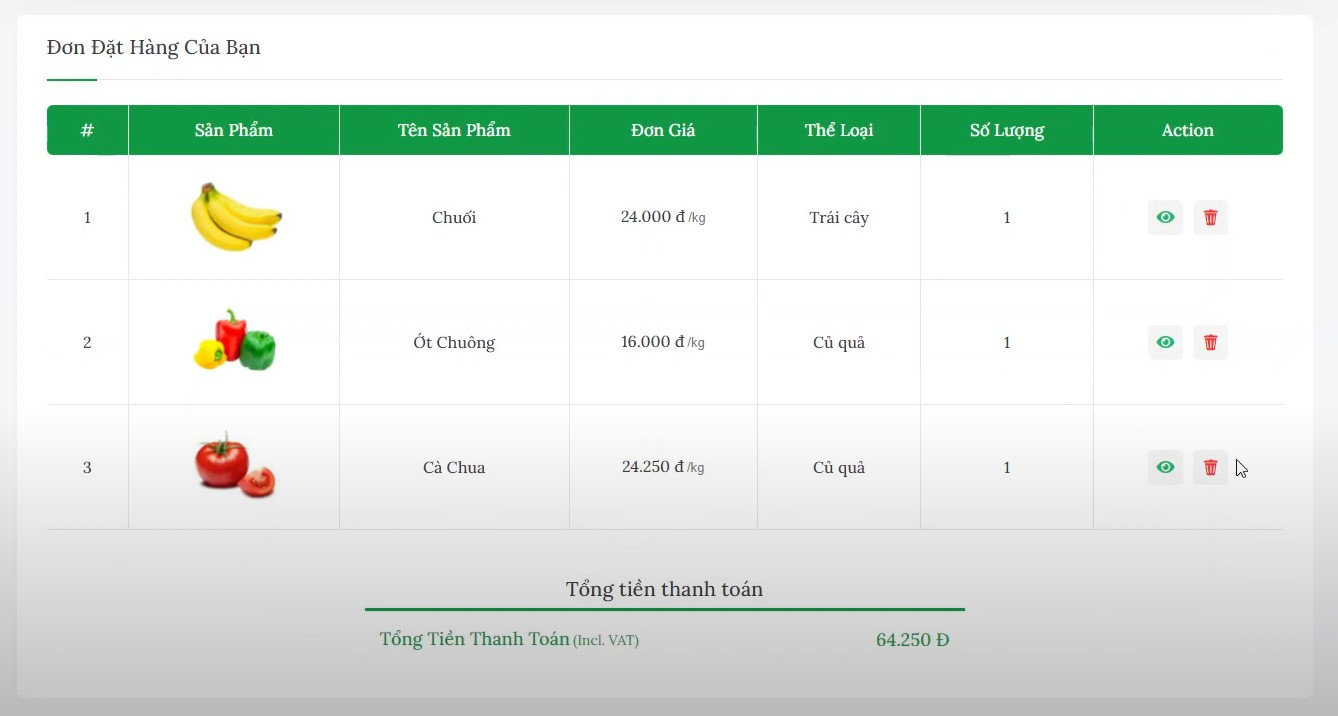 Đơn Đặt Hàng Của Bạn
# Sản Phẩm Tên Sản Phẩm Đơn Giá Thể Loại Số Lượng Action
1 Chuối 24.000 đ /kg Trái cây 1
2 Ớt Chuông 16.000 đ /kg Củ quả 1
3 Cà Chua 24.250 đ /kg Củ quả 1
Tổng tiền thanh toán
Tổng Tiền Thanh Toán (Incl. VAT) 64.250 Đ